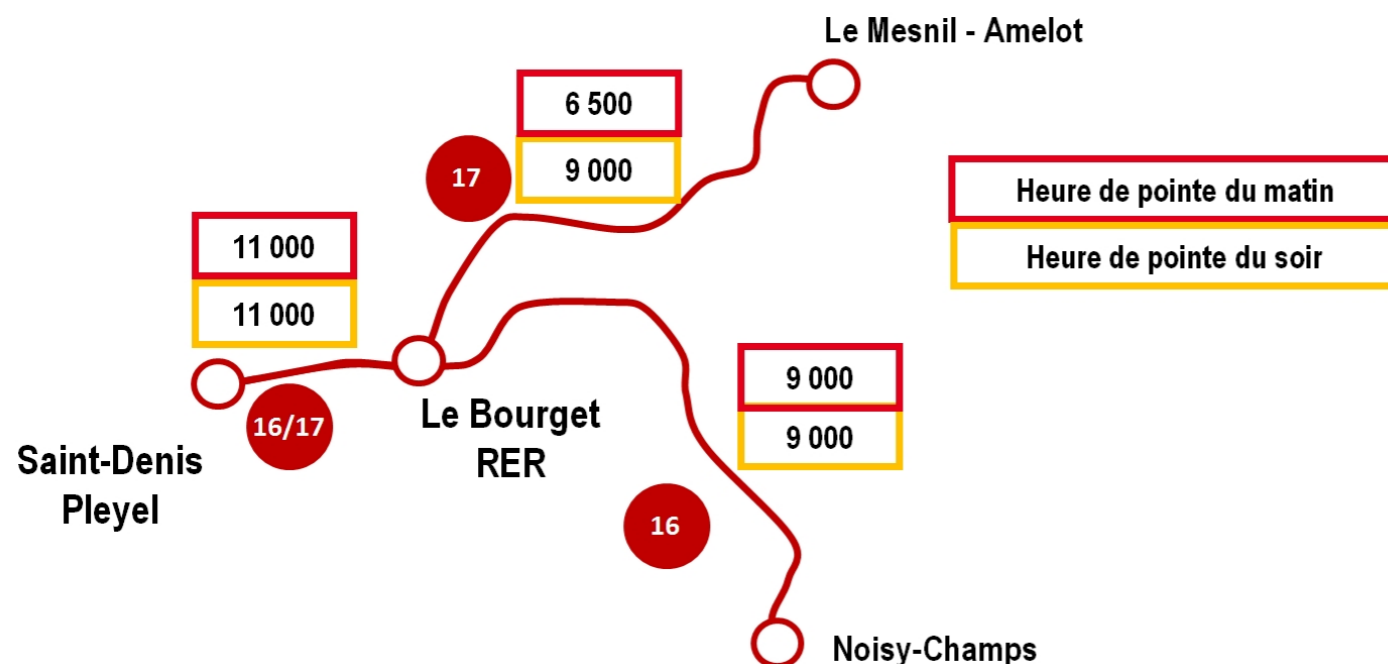 Le Mesnil - Amelot
6 500
9 000
17
Heure de pointe du matin
Heure de pointe du soir
11 000
11 000
16/17
Le Bourget
RER
Saint-Denis
Pleyel
9 000
9 000
16
Noisy-Champs